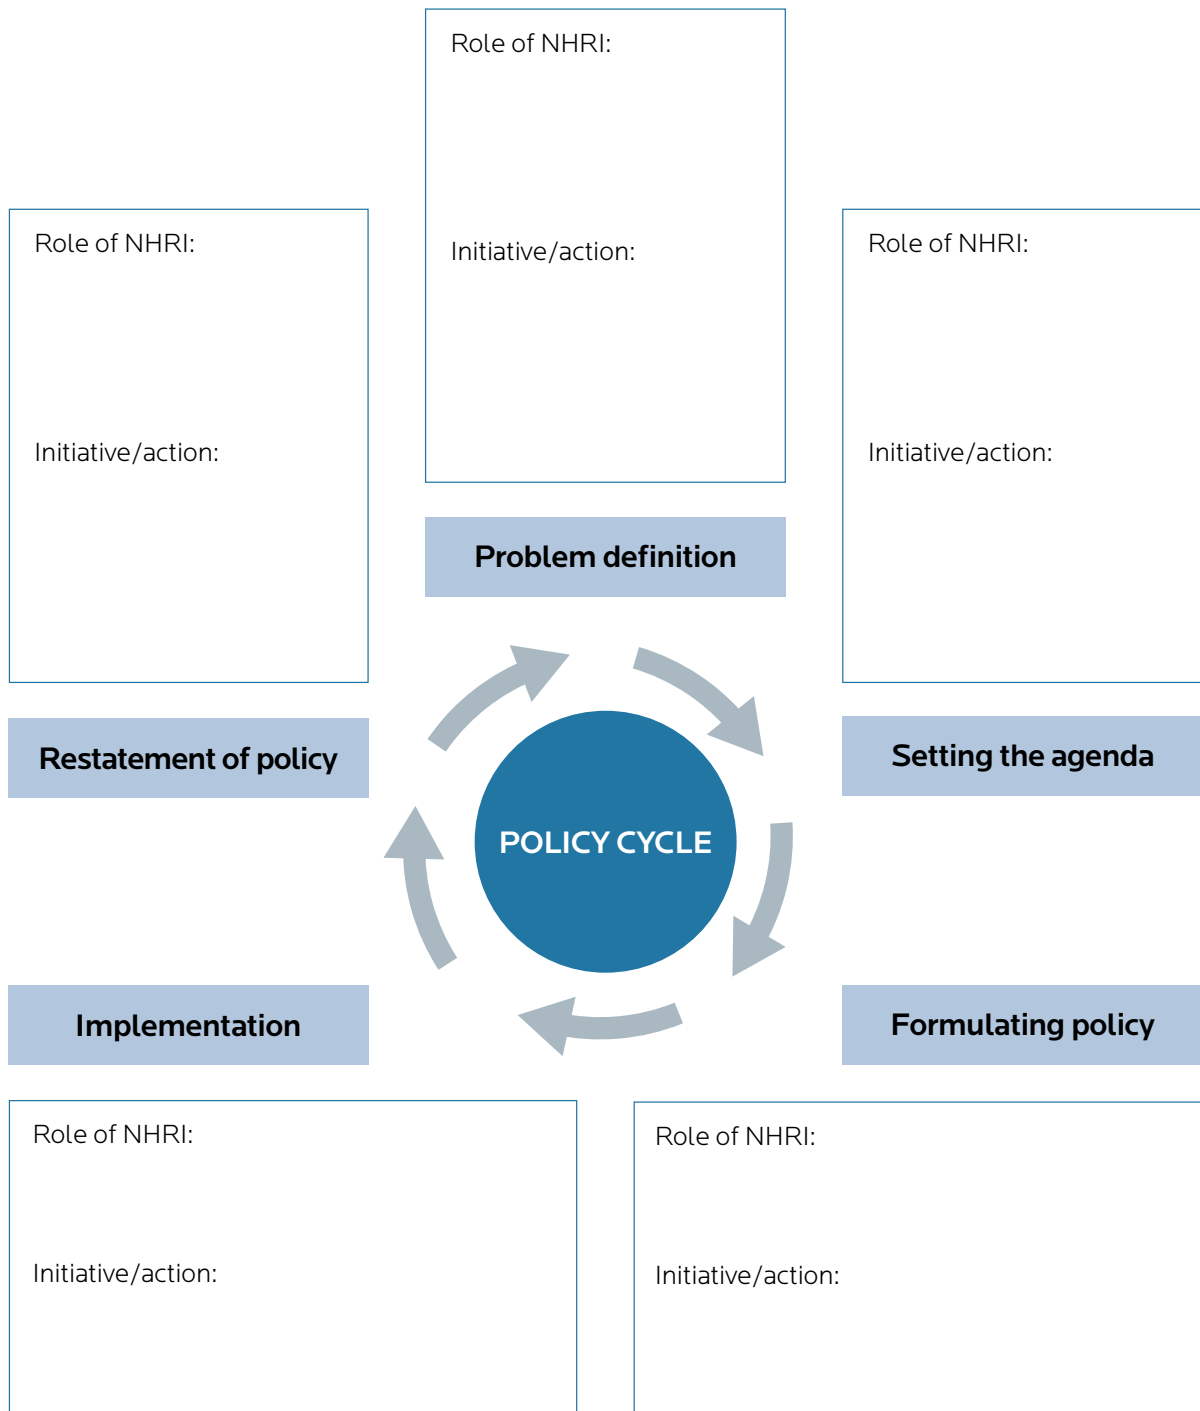 Role of NHRI:
Initiative/action:
Problem definition
Role of NHRI:
Initiative/action:
Restatement of policy
Role of NHRI:
Initiative/action:
Setting the agenda
POLICY CYCLE
Implementation
Role of NHRI:
Initiative/action:
Formulating policy
Role of NHRI:
Initiative/action: